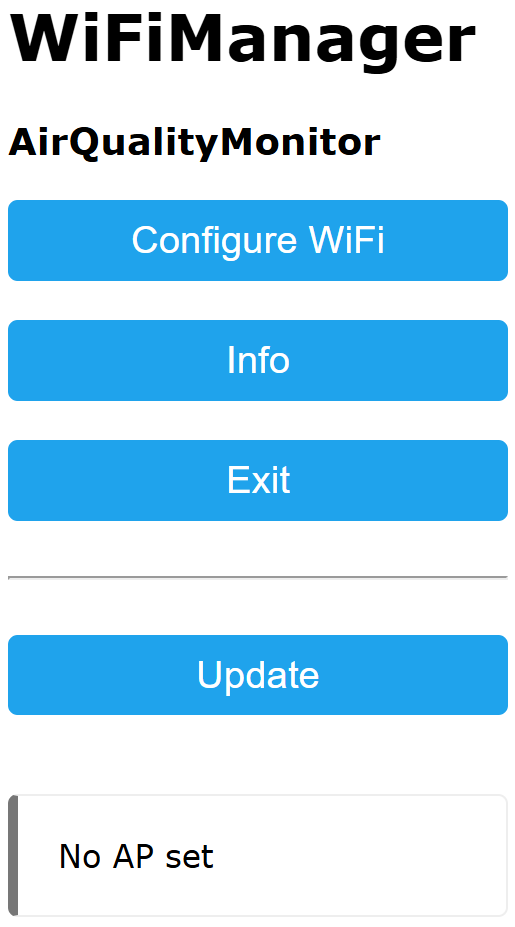 WiFiManager
AirQualityMonitor
Configure WiFi
Info
Exit
Update
No AP set